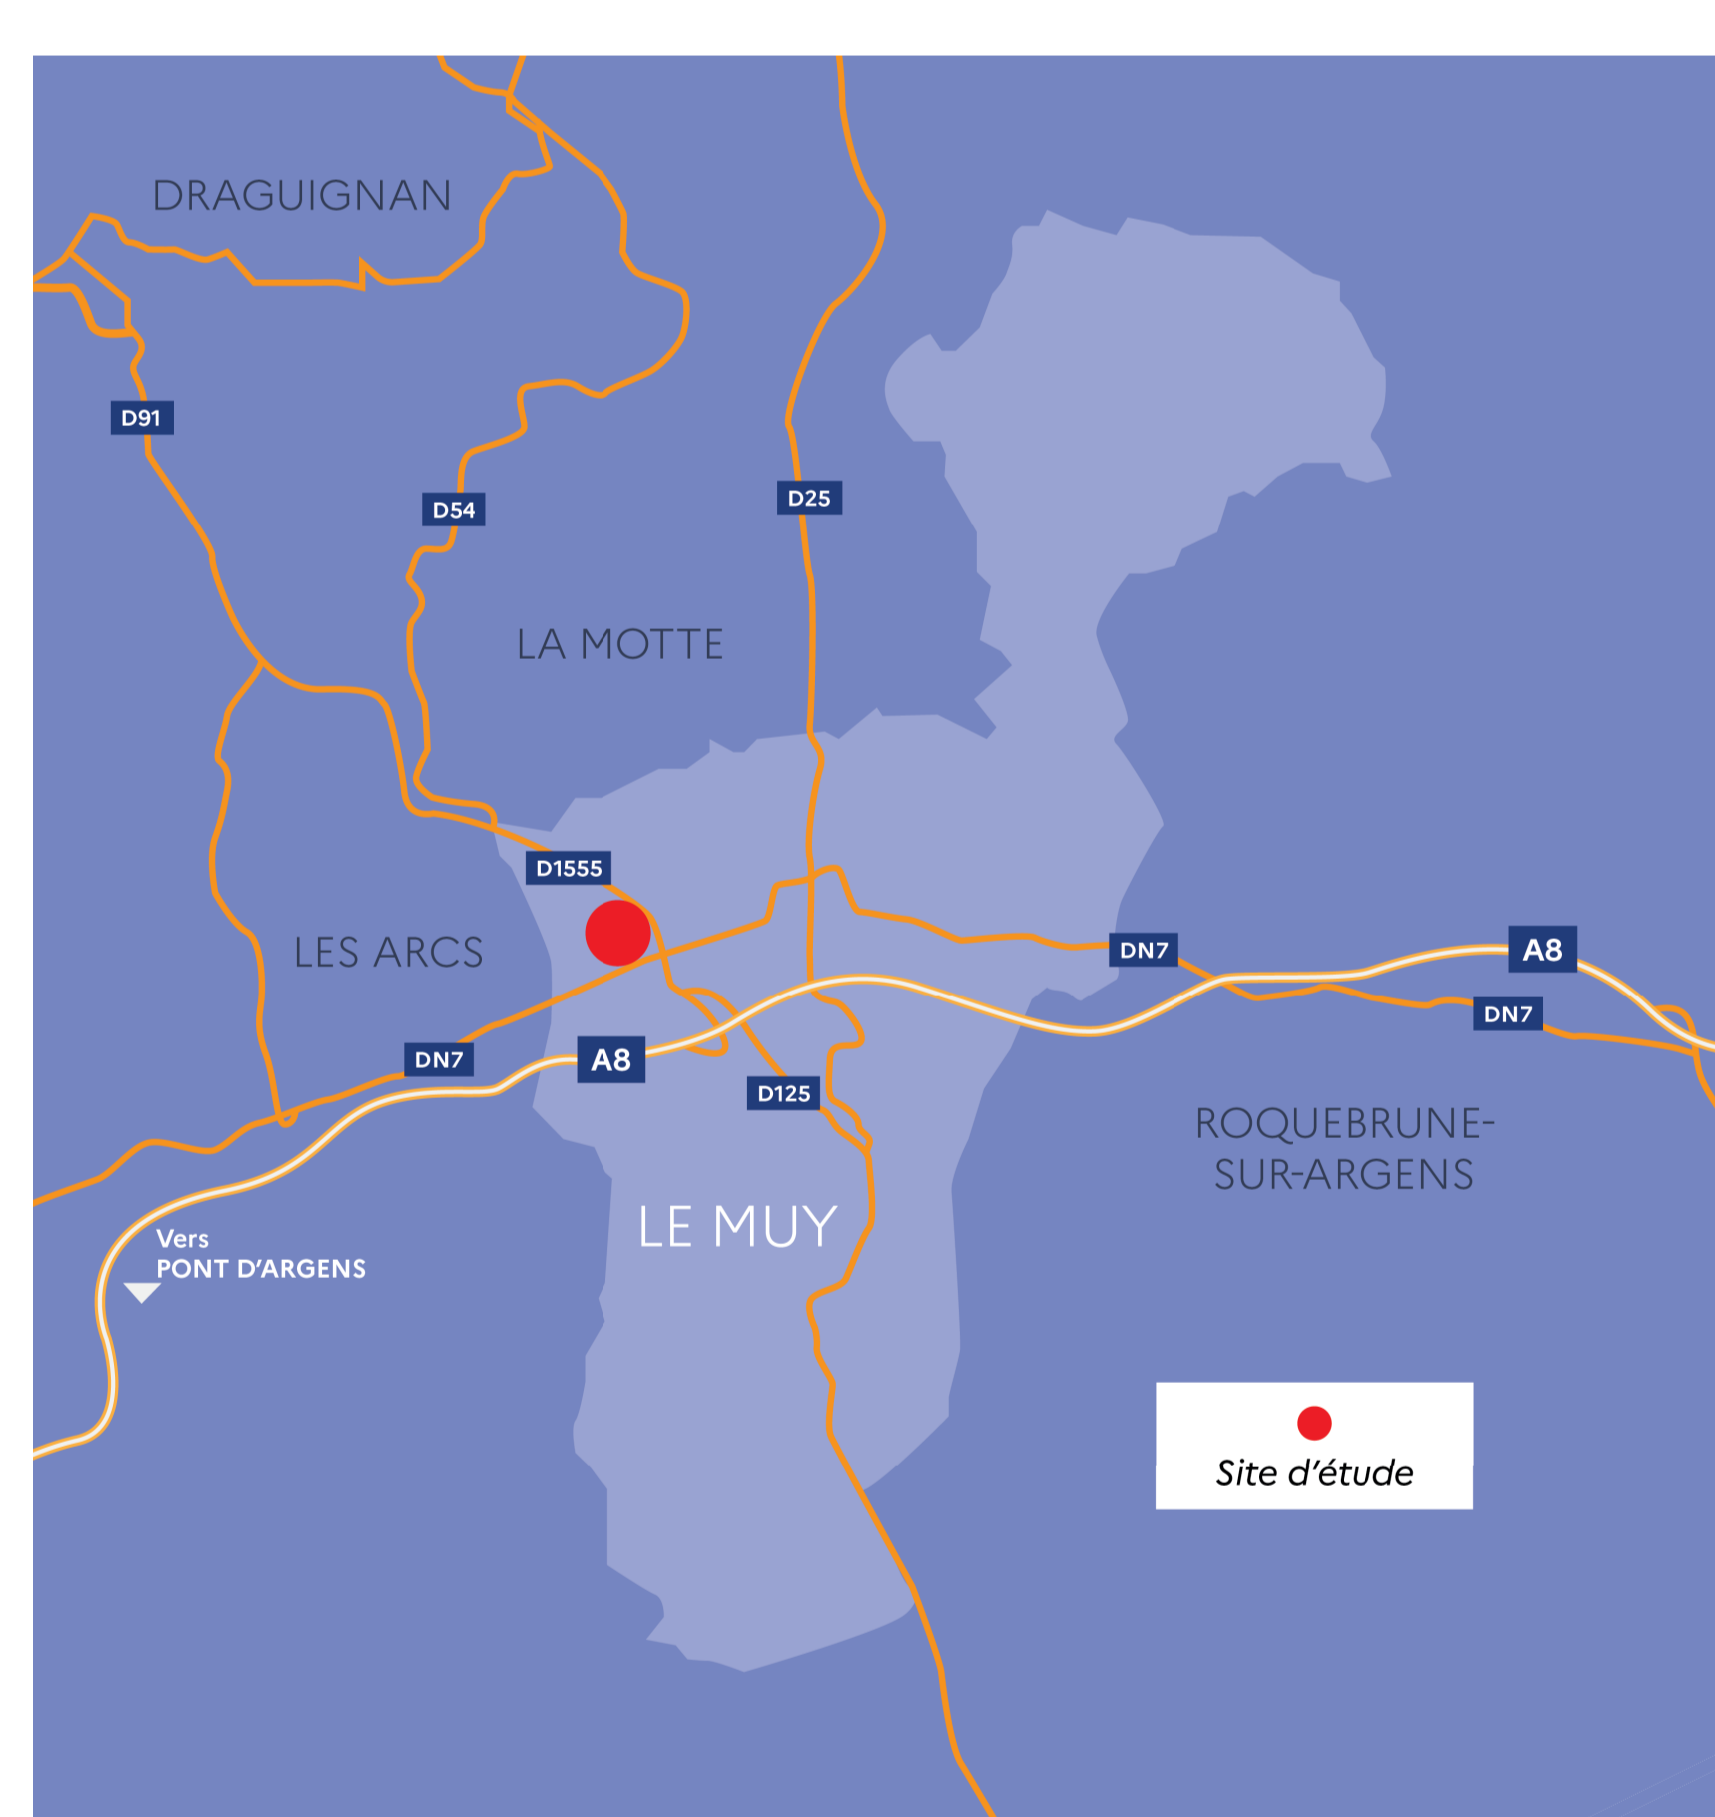 DRAGUIGNAN
D91
D54
D25
LA MOTTE
D1555
LES ARCS
DN7
A8
DN7
DN7
A8
D125
ROQUEBRUNE-
SUR-ARGENS
LE MUY
Vers
PONT D'ARGENS
Site d'étude